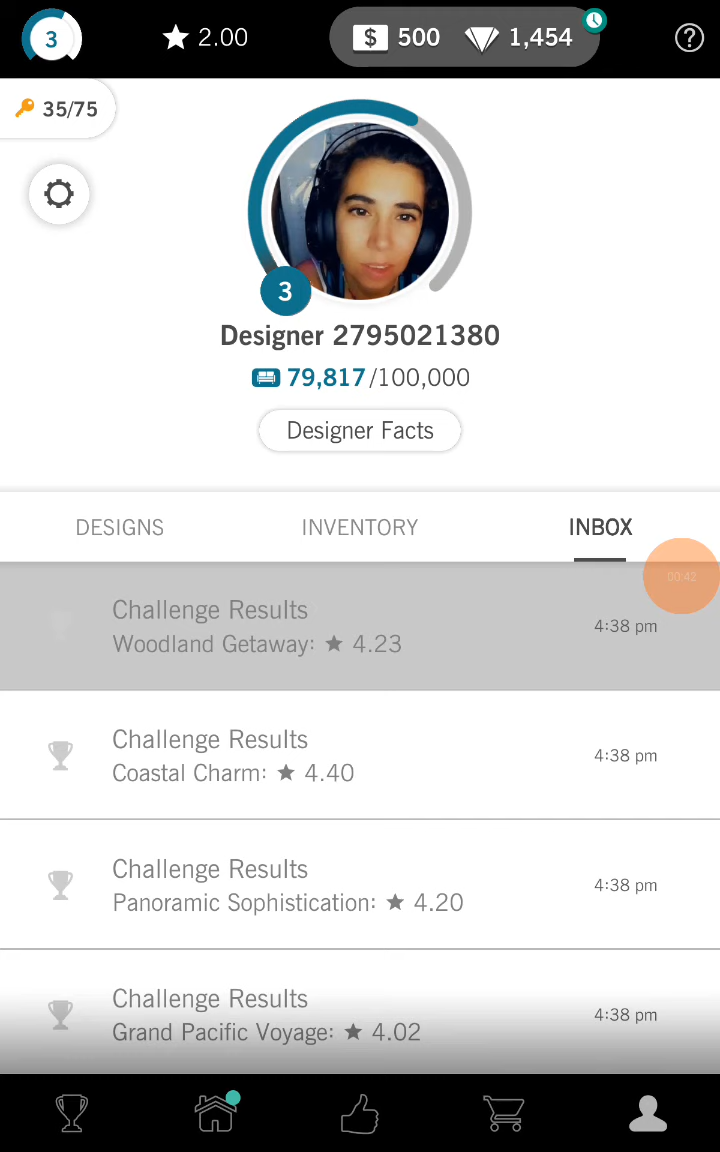 3
2.00
$ 500
1,454
?
35/75
3
Designer 2795021380
79,817/100,000
Designer Facts
DESIGNS
INVENTORY
INBOX
00:42
Challenge Results
Woodland Getaway: ★ 4.23
4:38 pm
Challenge Results
Coastal Charm: ★ 4.40
4:38 pm
Challenge Results
Panoramic Sophistication: ★ 4.20
4:38 pm
Challenge Results
Grand Pacific Voyage: ★ 4.02
4:38 pm